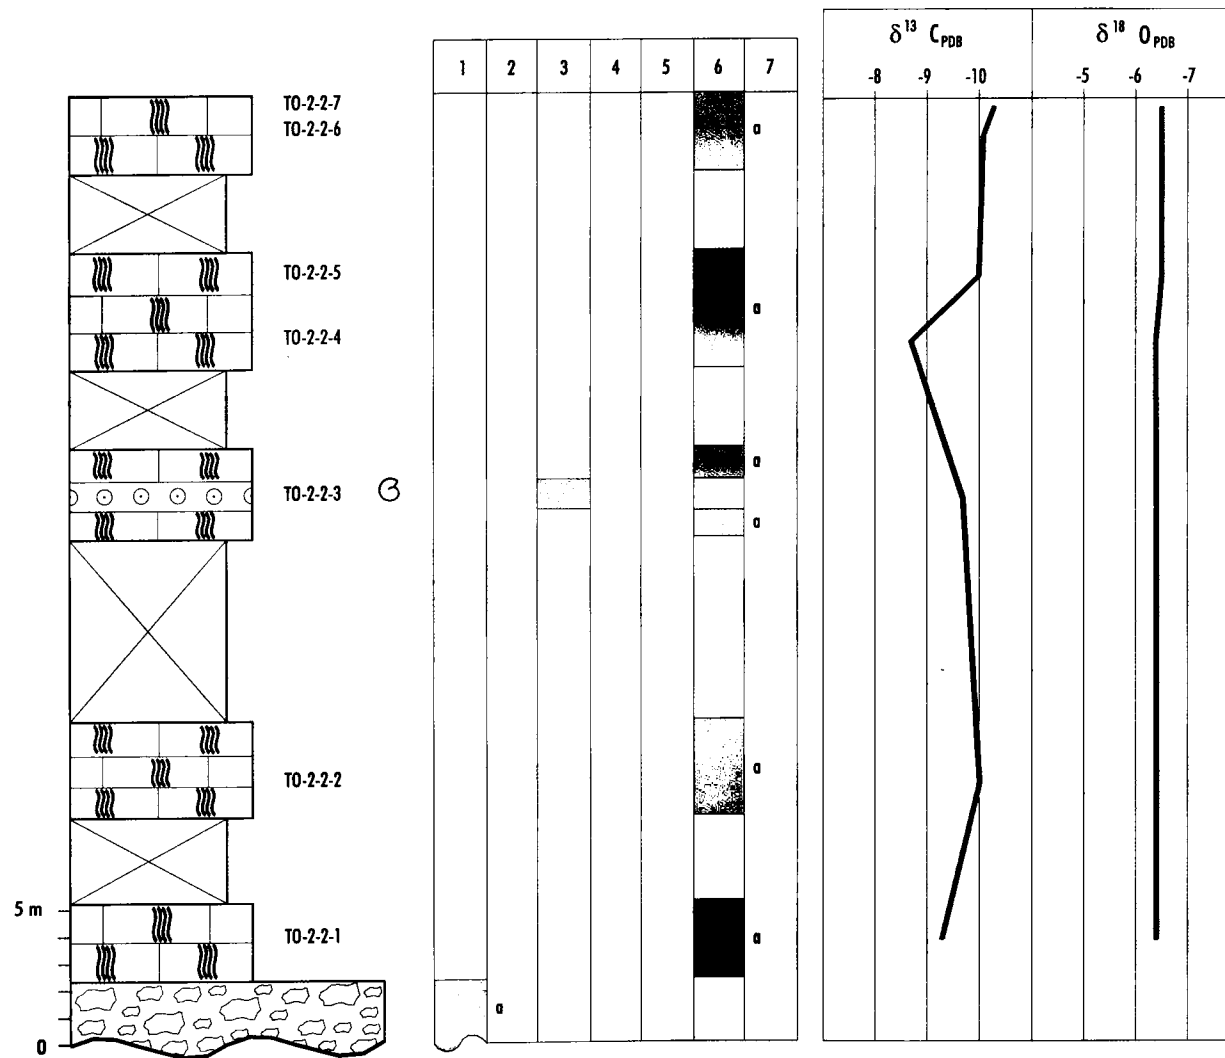 δ13 CPDB δ18 OPDB
1 2 3 4 5 6 7
-8 -9 -10 -5 -6 -7
TO-2-2-7
TO-2-2-6 a
TO-2-2-5
a
TO-2-2-4
a
TO-2-2-3
a
a
TO-2-2-2
5 m
TO-2-2-1 a
a
0